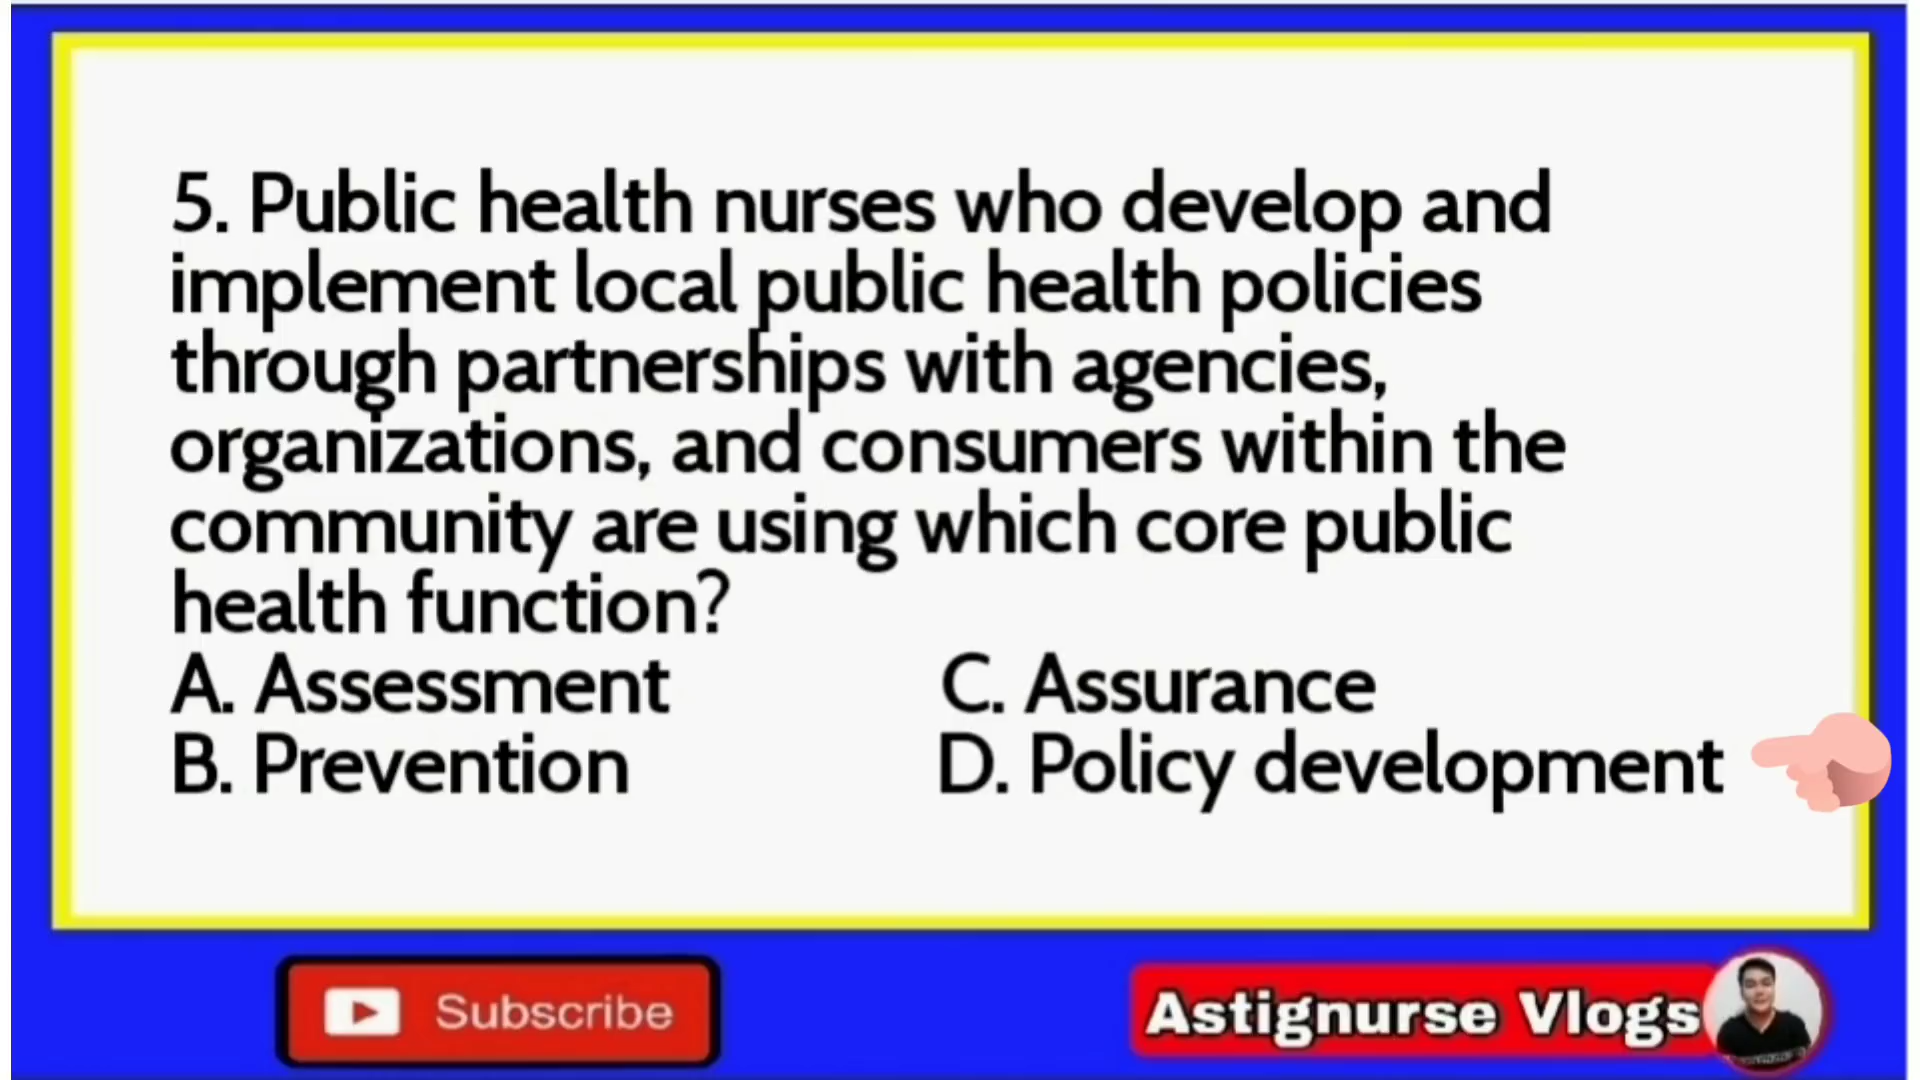 5. Public health nurses who develop and
implement local public health policies
through partnerships with agencies,
organizations, and consumers within the
community are using which core public
health function?
A. Assessment C. Assurance
B. Prevention D. Policy development
Subscribe Astignurse Vlogs